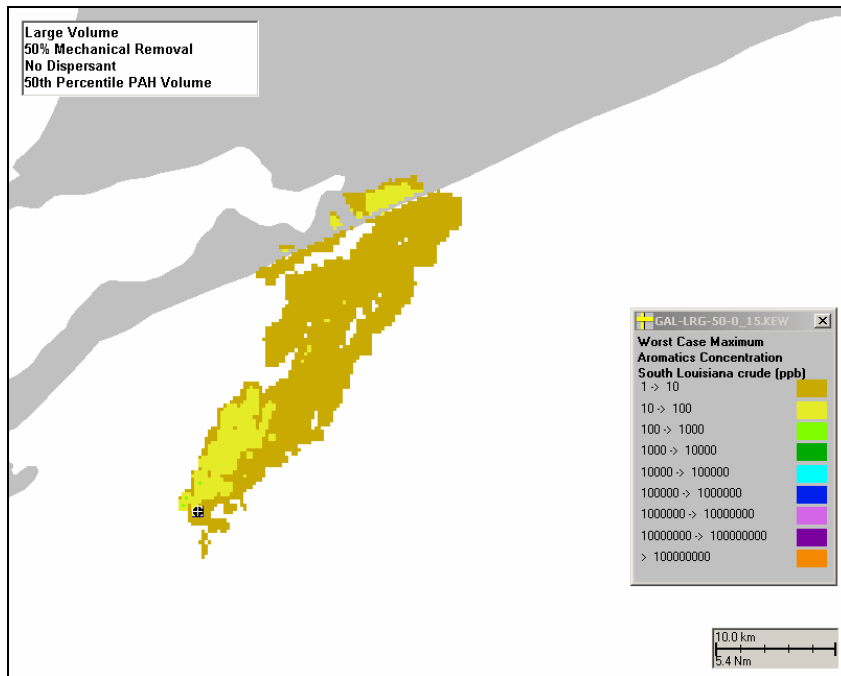 Large Volume
50% Mechanical Removal
No Dispersant
50th Percentile PAH Volume
GAL-LRG-50-0_15.KEW
Worst Case Maximum
Aromatics Concentration
South Louisiana crude (ppb)
1 -> 10
10 -> 100
100 -> 1000
1000 -> 10000
10000 -> 100000
100000 -> 1000000
1000000 -> 10000000
10000000 -> 100000000
> 100000000
10.0 km
5.4 Nm